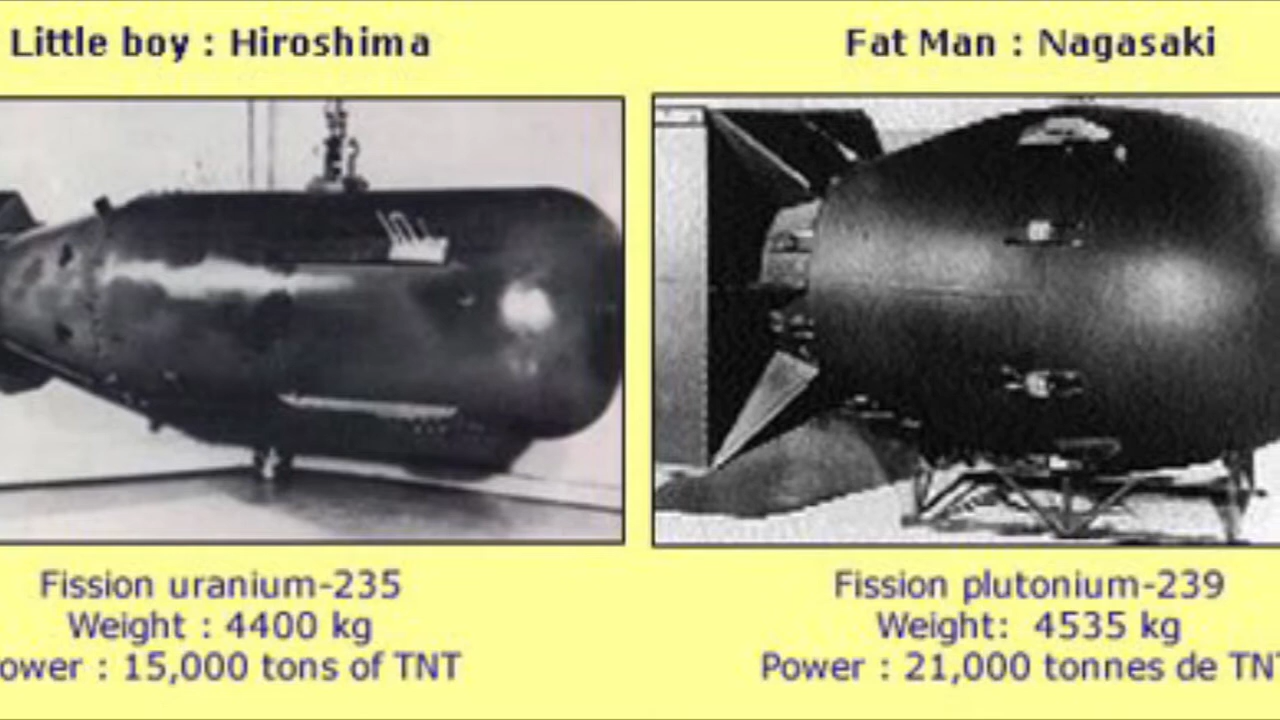 Little boy : Hiroshima
Fat Man : Nagasaki
Fission uranium-235
Weight : 4400 kg
ower : 15,000 tons of TNT
Fission plutonium-239
Weight: 4535 kg
Power : 21,000 tonnes de TN